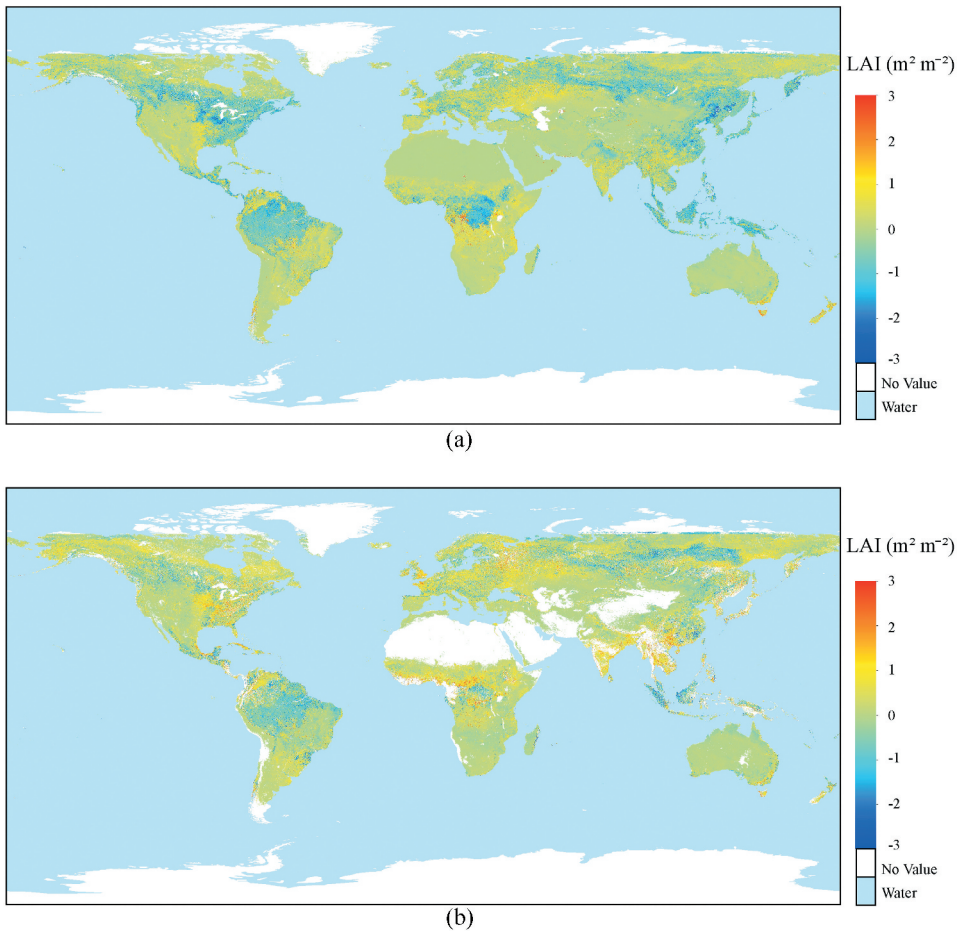 LAI (m² m⁻²)
3
2
1
0
-1
-2
-3
No Value
Water
(a)
LAI (m² m⁻²)
3
2
1
0
-1
-2
-3
No Value
Water
(b)